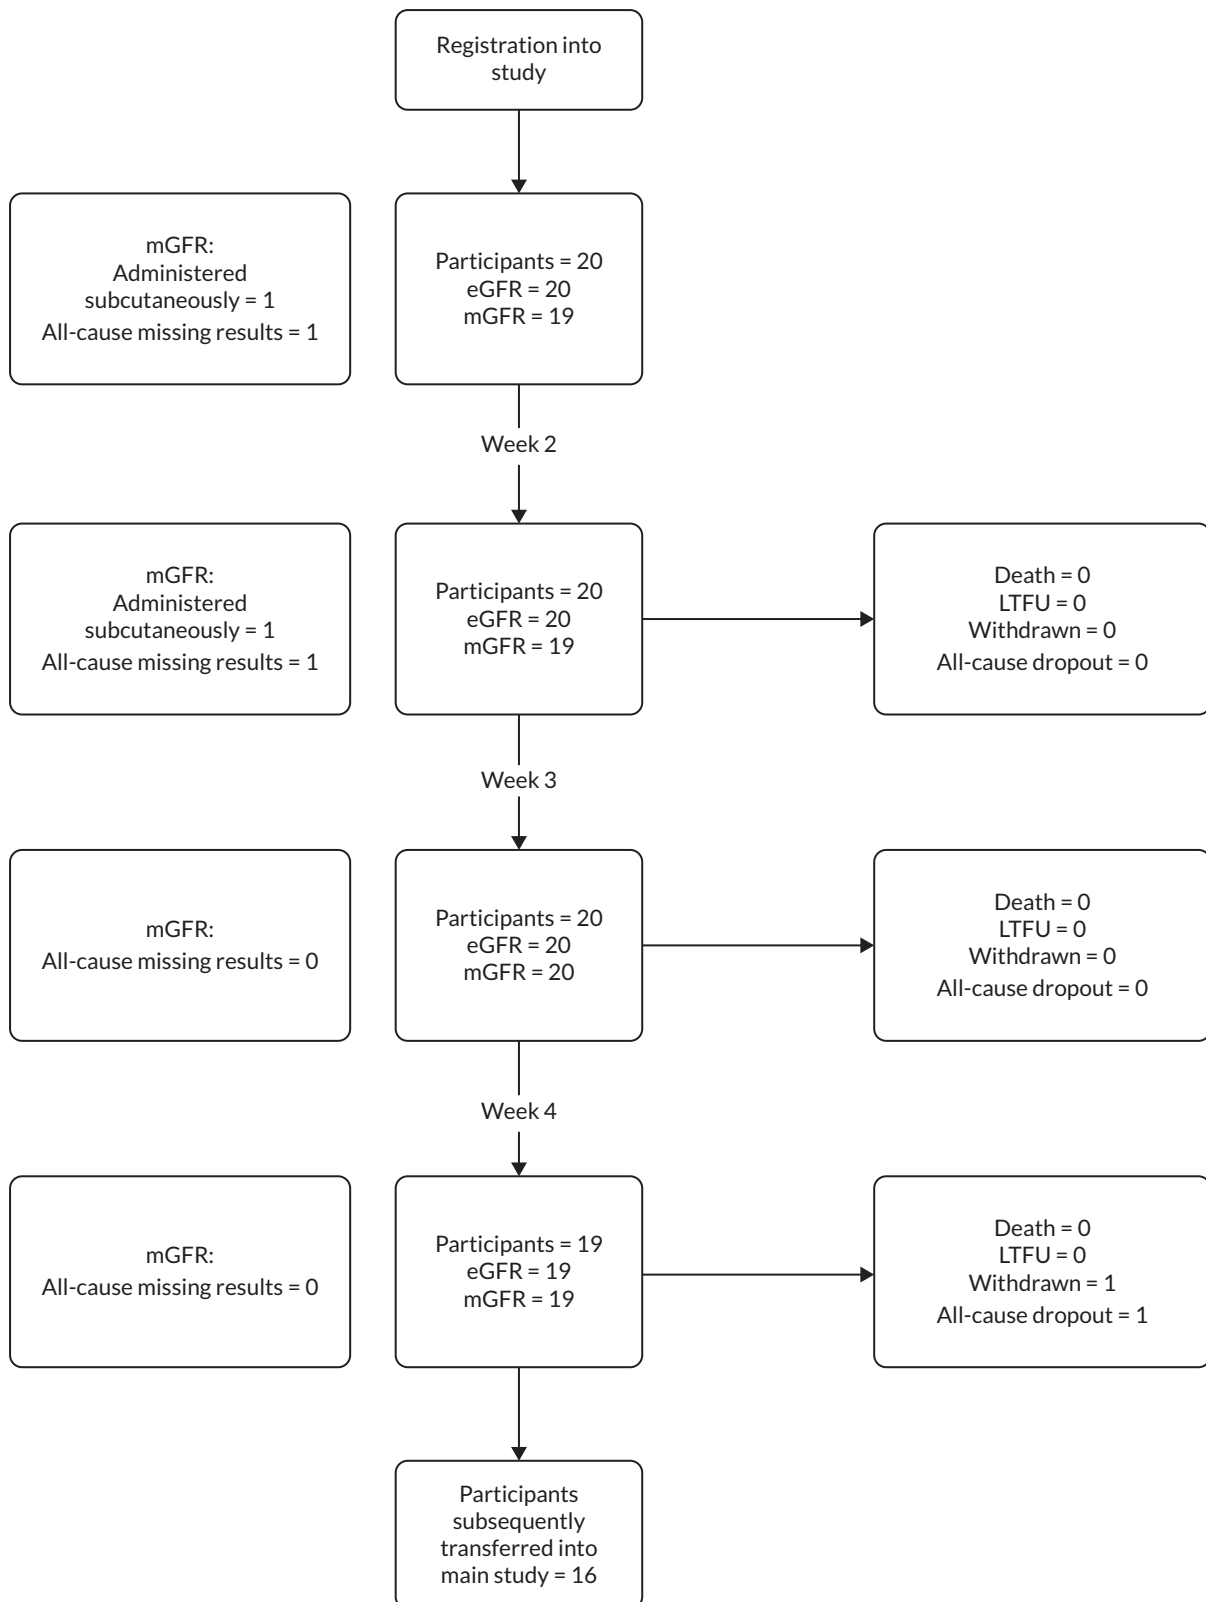 Registration into
study
mGFR:
Administered
subcutaneously = 1
All-cause missing results = 1
Participants = 20
eGFR = 20
mGFR = 19
Week 2
mGFR:
Administered
subcutaneously = 1
All-cause missing results = 1
Participants = 20
eGFR = 20
mGFR = 19
Death = 0
LTFU = 0
Withdrawn = 0
All-cause dropout = 0
Week 3
mGFR:
All-cause missing results = 0
Participants = 20
eGFR = 20
mGFR = 20
Death = 0
LTFU = 0
Withdrawn = 0
All-cause dropout = 0
Week 4
mGFR:
All-cause missing results = 0
Participants = 19
eGFR = 19
mGFR = 19
Death = 0
LTFU = 0
Withdrawn = 1
All-cause dropout = 1
Participants
subsequently
transferred into
main study = 16